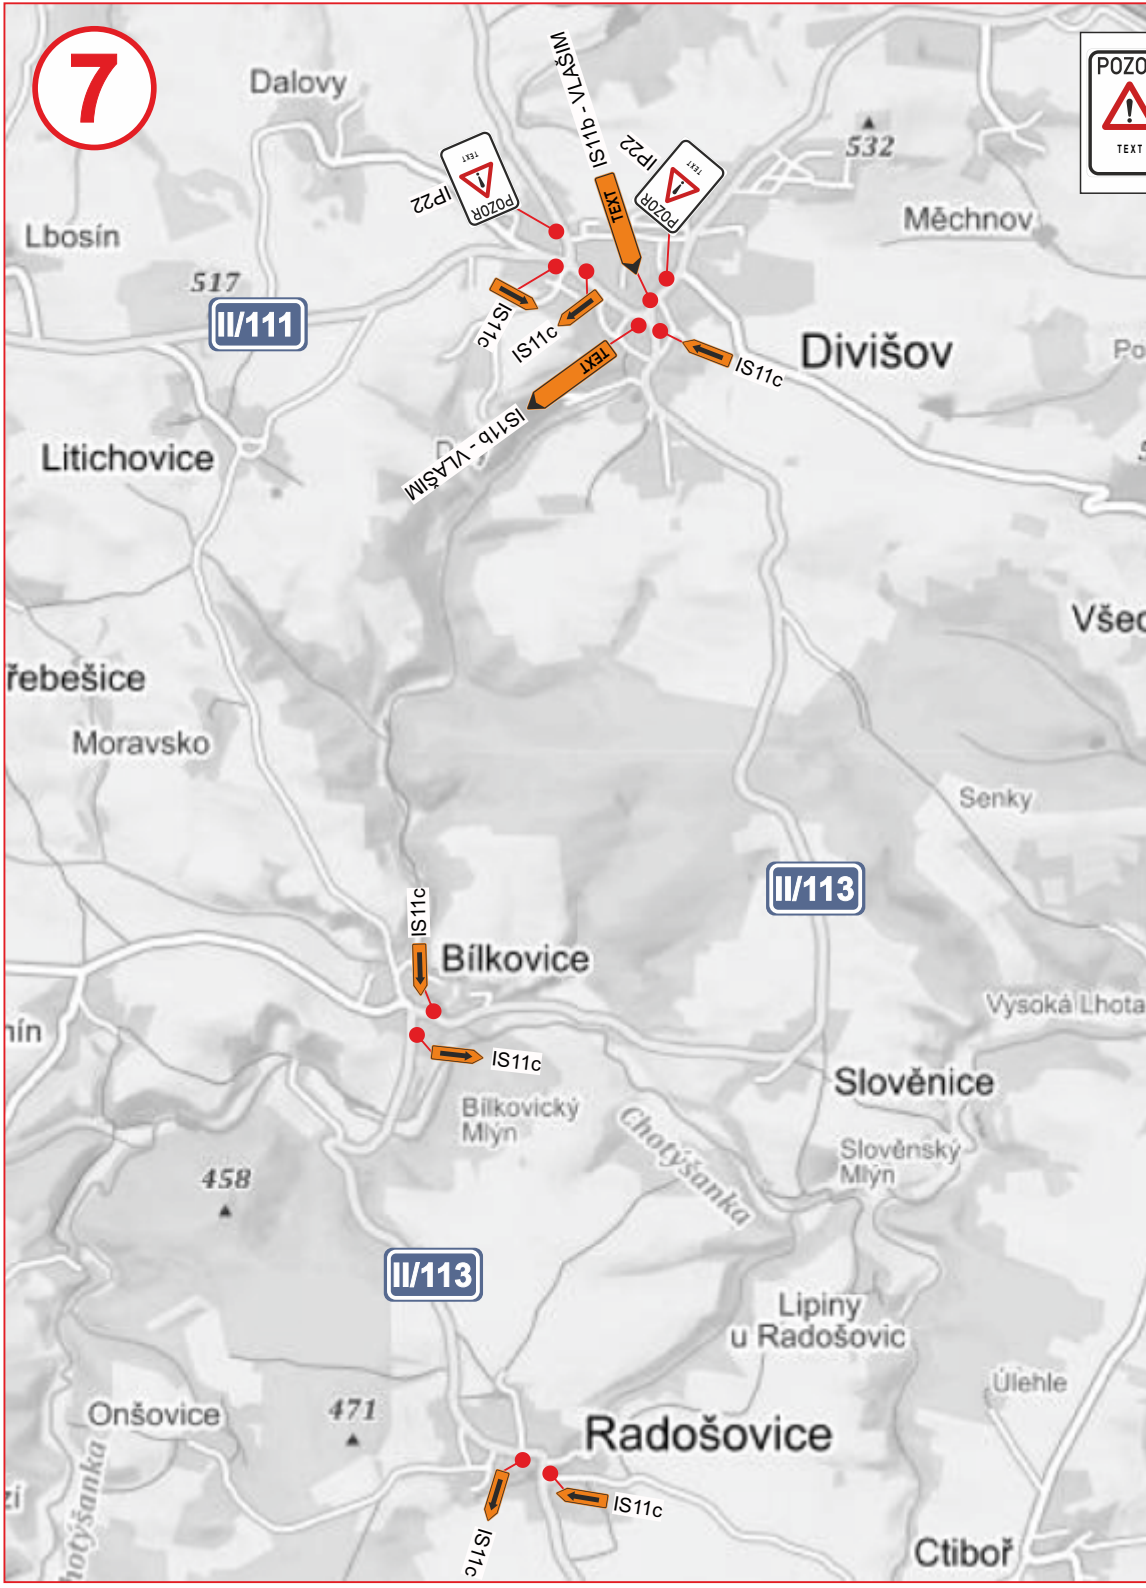 7
Dalovy
IS11b - VLAŠIM
POZOR
TEXT
IP22
TEXT
POZOR
TEXT
IP22
POZO
TEXT
532
Měchnov
Lbosín
517
II/111
IS11c
IS11c
TEXT
IS11b - VLAŠIM
IS11c
Divišov
Litichovice
řebešice
Moravsko
Senky
II/113
IS11c
Bílkovice
Vysoká Lhota
IS11c
Slověnice
Bílkovický
Mlýn
Chotýšanka
Slověnský
Mlýn
458
II/113
Lipiny
u Radošovic
Úlehle
Onšovice
471
Radošovice
IS11c
IS11c
Ctiboř